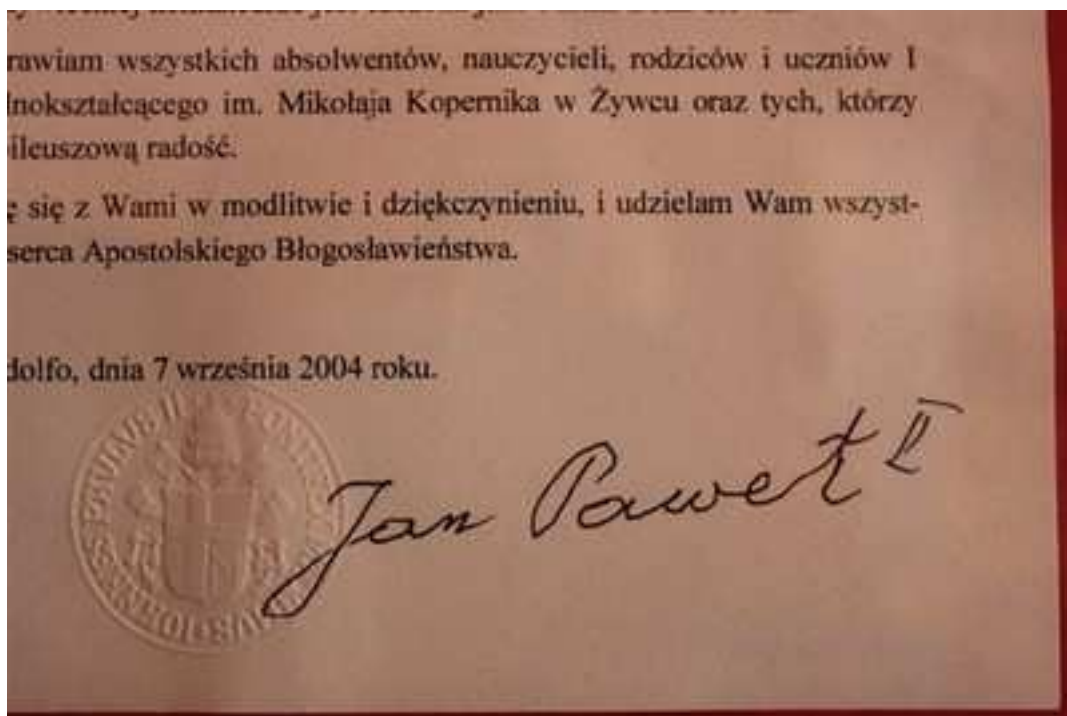 rawiam wszystkich absolwentów, nauczycieli, rodziców i uczniów I
lnokształcącego im. Mikołaja Kopernika w Żywcu oraz tych, którzy
ileuszową radość.
ę się z Wami w modlitwie i dziękczynieniu, i udzielam Wam wszyst-
serca Apostolskiego Błogosławieństwa.
dolfo, dnia 7 września 2004 roku.
Jan Paweł II